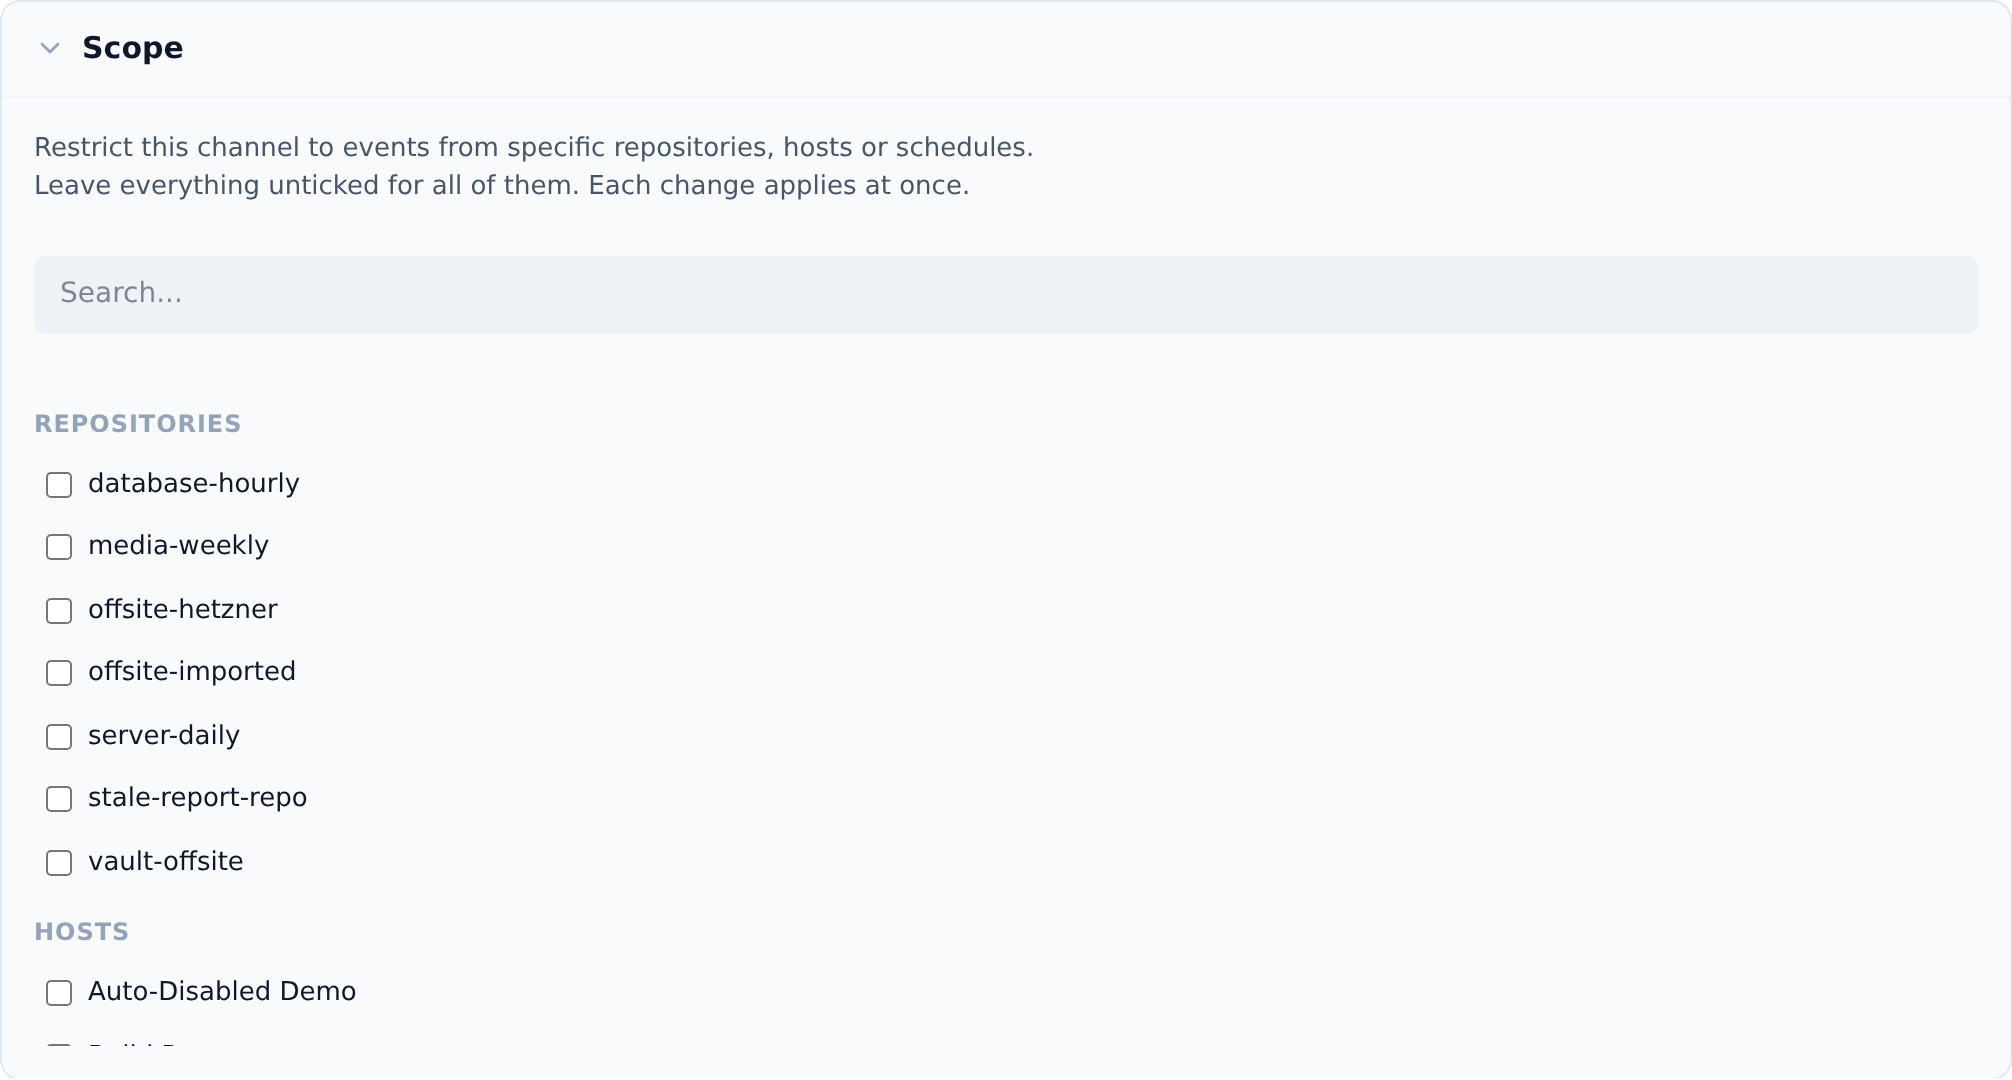 Scope
Restrict this channel to events from specific repositories, hosts or schedules.
Leave everything unticked for all of them. Each change applies at once.
Search...
REPOSITORIES
database-hourly
media-weekly
offsite-hetzner
offsite-imported
server-daily
stale-report-repo
vault-offsite
HOSTS
Auto-Disabled Demo